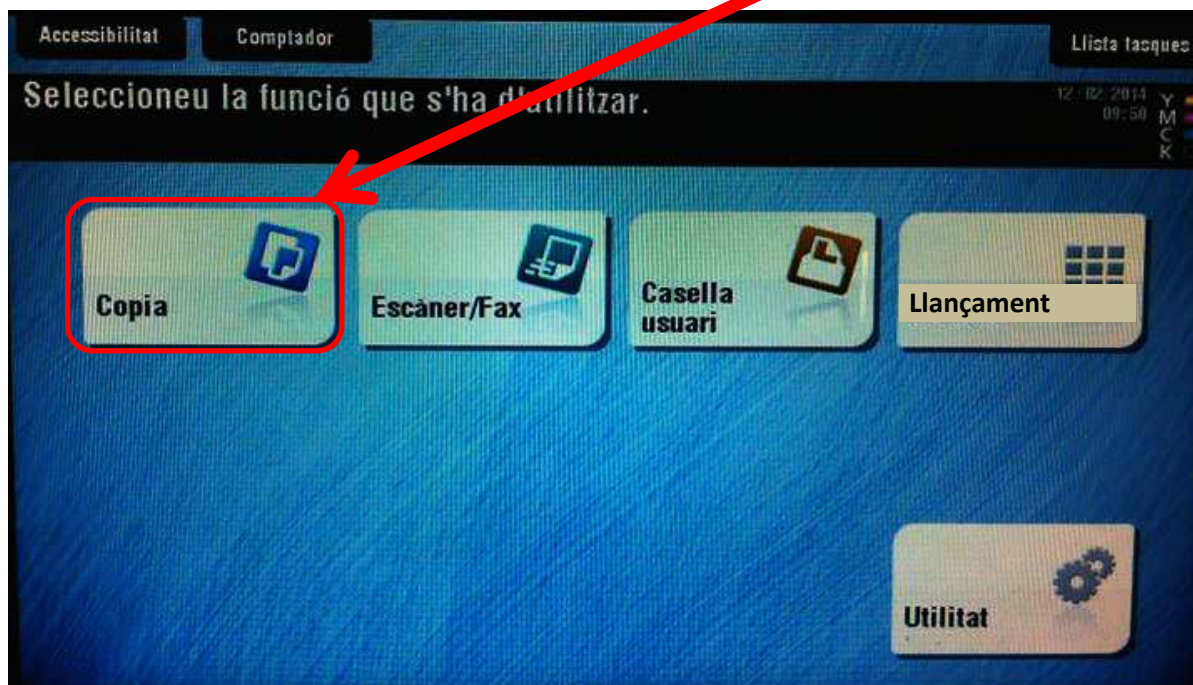 Accessibilitat
Comptador
Llista tasques
Seleccioneu la funció que s'ha d'utilitzar.
12/02/2014
09:50
Y
M
C
K
Copia
Escàner/Fax
Casella
usuari
Llançament
Utilitat